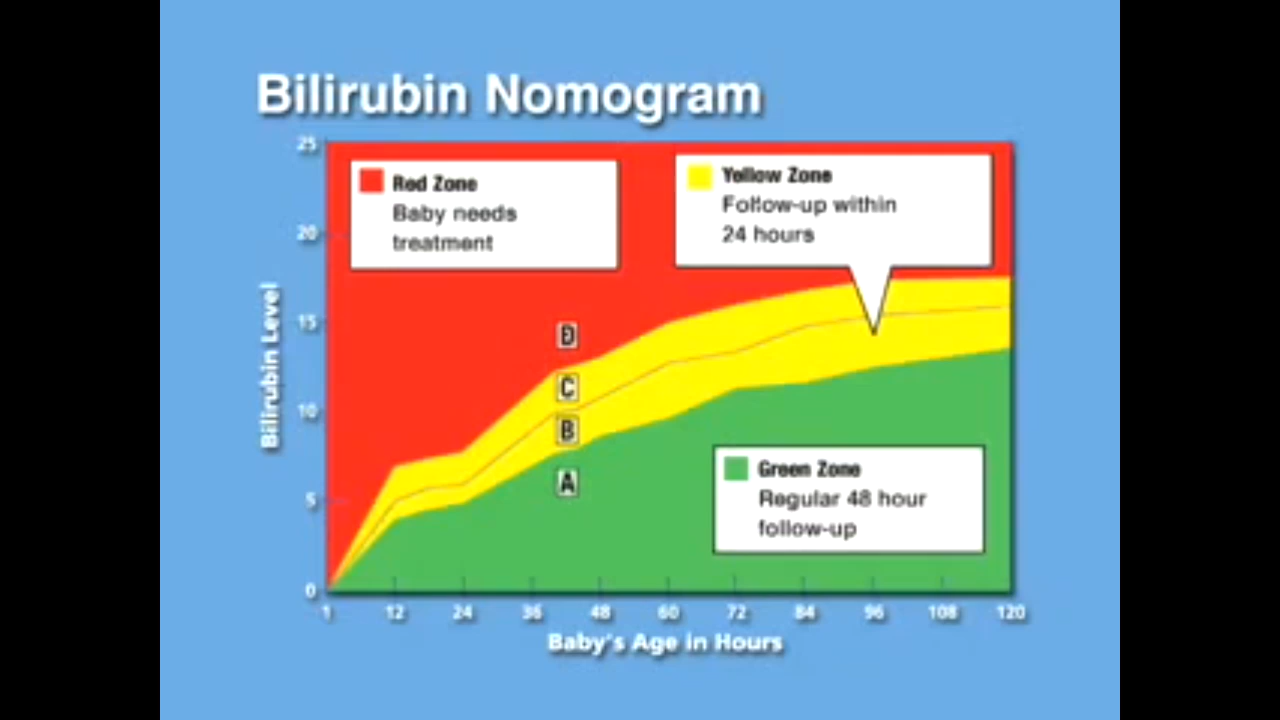 Bilirubin Nomogram
25
20
15
10
5
0
Bilirubin Level
Red Zone
Baby needs
treatment
Yellow Zone
Follow-up within
24 hours
D
C
B
A
Green Zone
Regular 48 hour
follow-up
1 12 24 36 48 60 72 84 96 108 120
Baby's Age in Hours